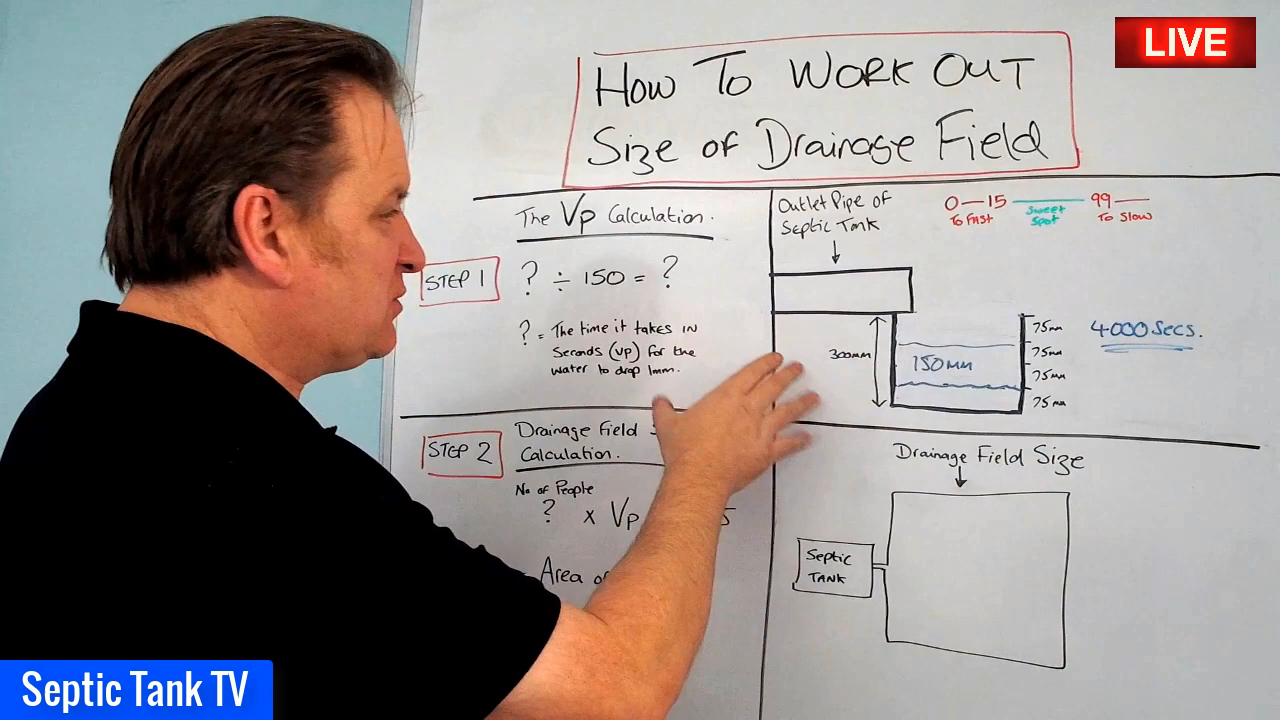 LIVE
How To WORK OUT
Size of Drainage Field
The Vp Calculation.
STEP 1
? ÷ 150 = ?
? = The time it takes IN
Seconds (Vp) for the
water to drop 1mm.
Outlet Pipe of
Septic Tank
0—15
To Fast
Sweet
Spot
99—
To Slow
300mm
150mm
75mm
75mm
75mm
75mm
4000 Secs.
STEP 2
Drainage Field
Calculation.
No of People
? x Vp
= Area of
Drainage Field Size
Septic
TANK
Septic Tank TV